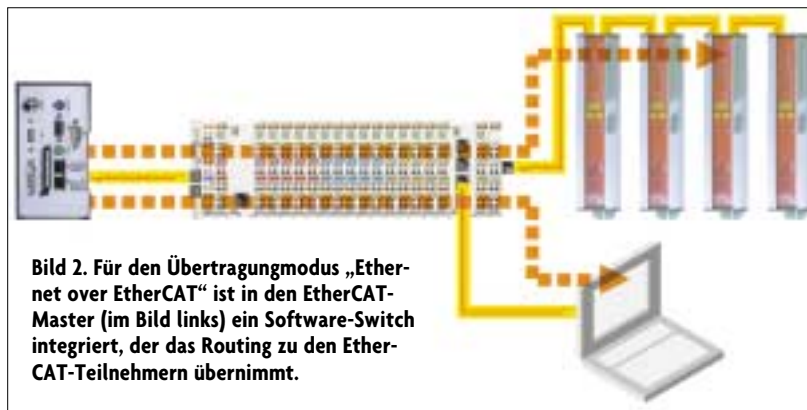 Bild 2. Für den Übertragungmodus „Ether-
net over EtherCAT“ ist in den EtherCAT-
Master (im Bild links) ein Software-Switch
integriert, der das Routing zu den Ether-
CAT-Teilnehmern übernimmt.